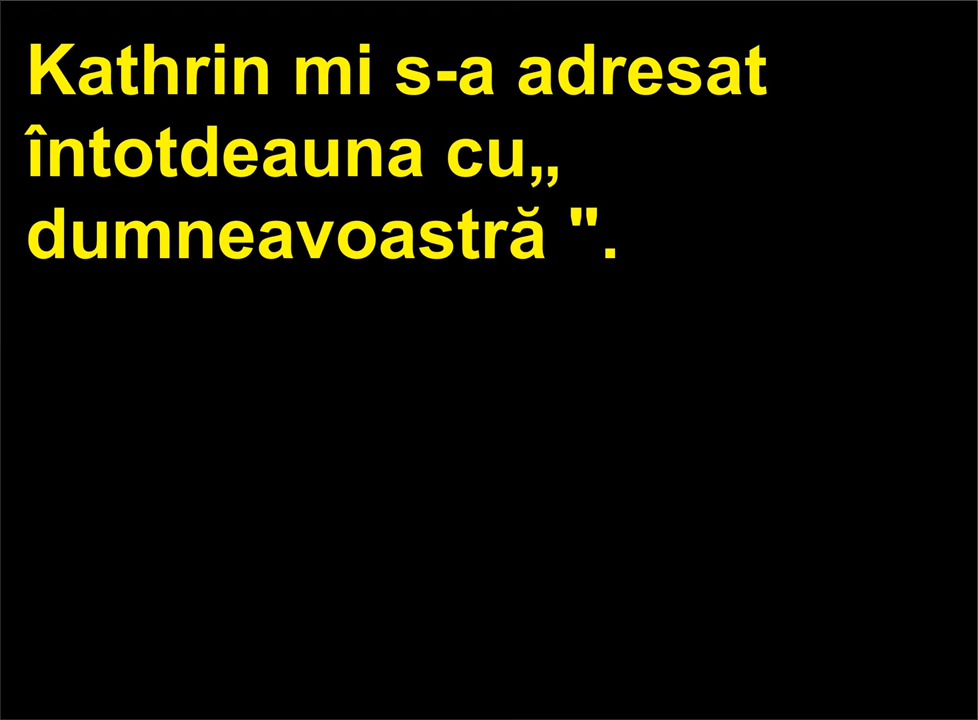 Kathrin mi s-a adresat
întotdeauna cu„
dumneavoastră ".